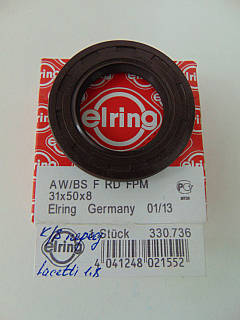 elring
AW/BS F RD FPM
31x50x8
Elring Germany 01/13
Stück 330.736
к/в перед
4 041248 021552
Lacetti 1.8